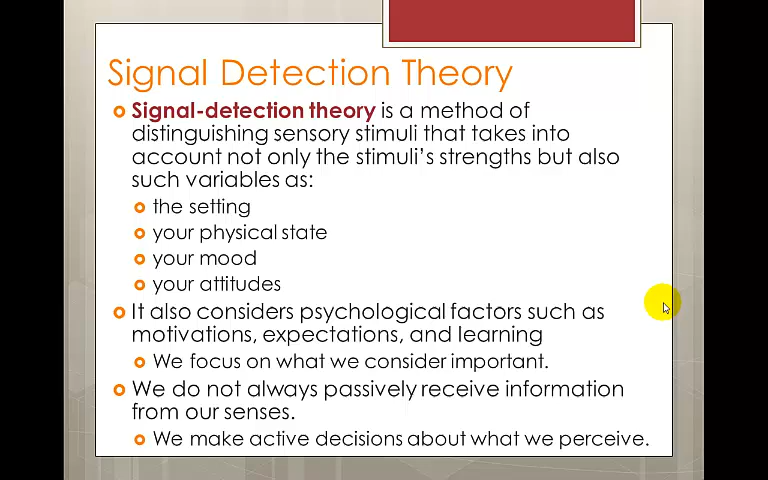 Signal Detection Theory
Signal-detection theory is a method of
distinguishing sensory stimuli that takes into
account not only the stimuli's strengths but also
such variables as:
the setting
your physical state
your mood
your attitudes
It also considers psychological factors such as
motivations, expectations, and learning
We focus on what we consider important.
We do not always passively receive information
from our senses.
We make active decisions about what we perceive.